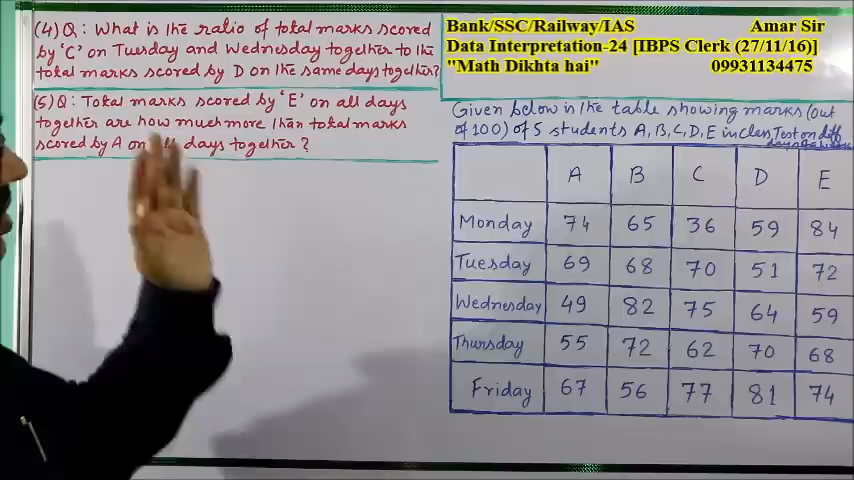 (4) Q: What is the ratio of total marks scored
by 'C' on Tuesday and Wednesday together to the
total marks scored by D on the same days together?
(5) Q: Total marks scored by 'E' on all days
together are how much more than total marks
scored by A on all days together?
Bank/SSC/Railway/IAS Amar Sir
Data Interpretation-24 [IBPS Clerk (27/11/16)]
"Math Dikhta hai" 09931134475
Given below is the table showing marks (out
of 100) of 5 students A, B, C, D, E in class Test on diff
A B C D E
Monday 74 65 36 59 84
Tuesday 69 68 70 51 72
Wednesday 49 82 75 64 59
Thursday 55 72 62 70 68
Friday 67 56 77 81 74